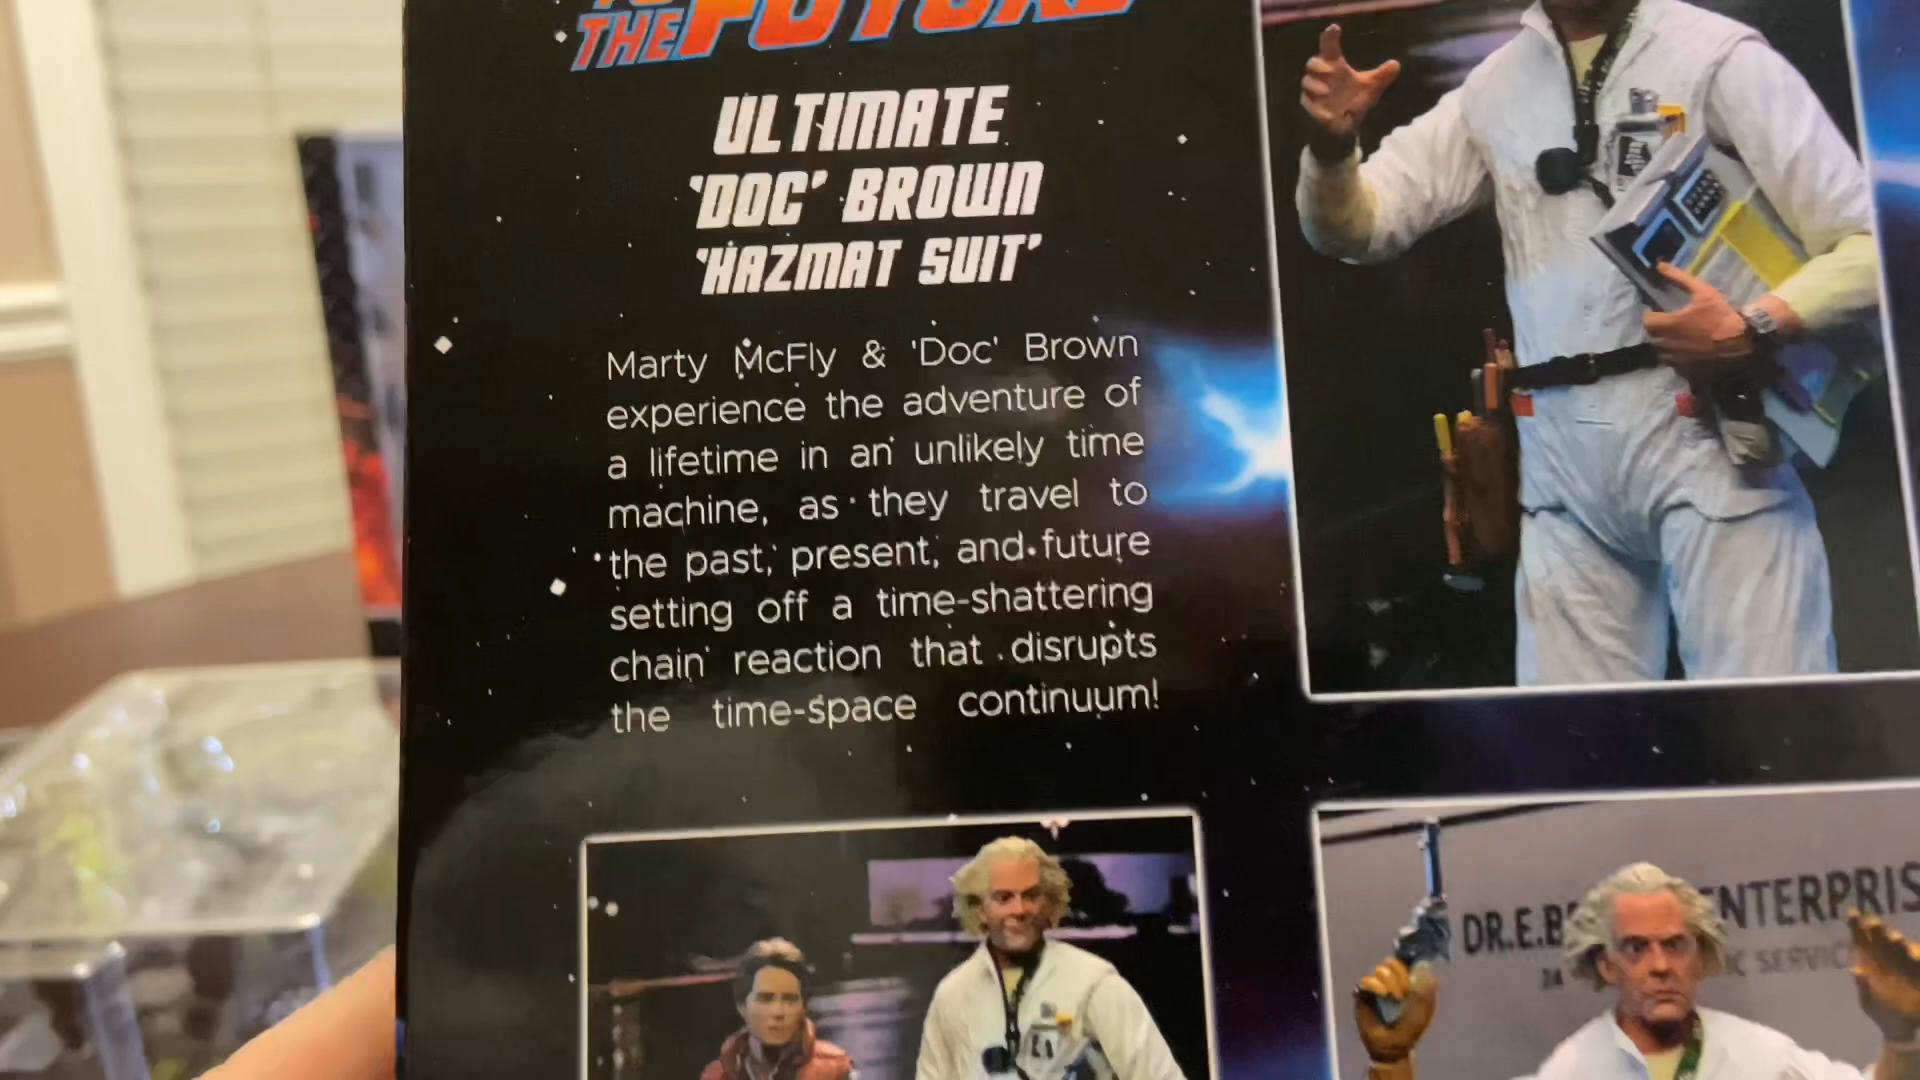 THE FUTURE
ULTIMATE
'DOC' BROWN
'HAZMAT SUIT'
Marty McFly & 'Doc' Brown
experience the adventure of
a lifetime in an unlikely time
machine, as they travel to
the past, present, and future
setting off a time-shattering
chain reaction that disrupts
the time-space continuum!
DR.E.B ENTERPRIS